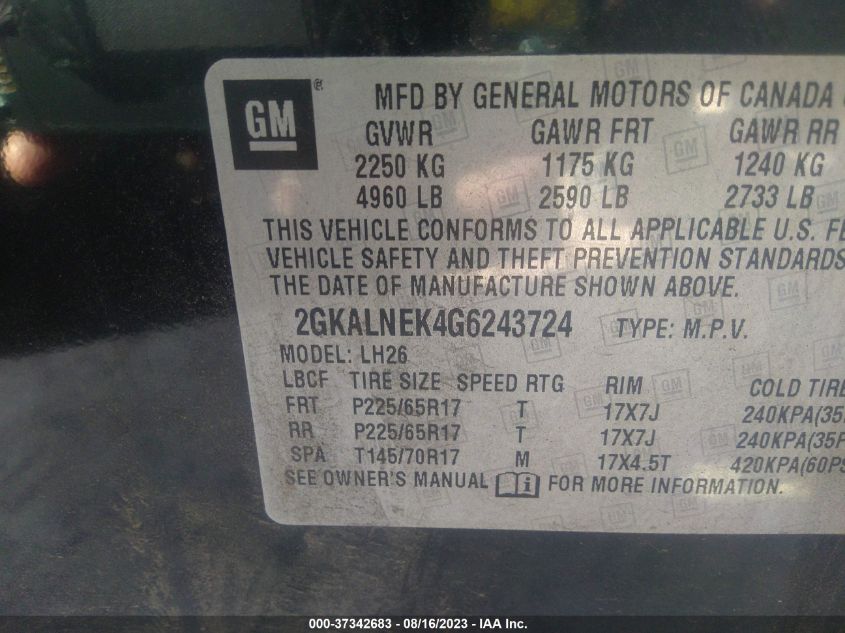 GM ® MFD BY GENERAL MOTORS OF CANADA
GVWR GAWR FRT GAWR RR
2250 KG 1175 KG 1240 KG
4960 LB 2590 LB 2733 LB
THIS VEHICLE CONFORMS TO ALL APPLICABLE U.S. FE
VEHICLE SAFETY AND THEFT PREVENTION STANDARDS
THE DATE OF MANUFACTURE SHOWN ABOVE.
2GKALNEK4G6243724 TYPE: M.P.V.
MODEL: LH26
LBCF TIRE SIZE SPEED RTG RIM COLD TIRE
FRT P225/65R17 T 17X7J 240KPA(35
RR P225/65R17 T 17X7J 240KPA(35P
SPA T145/70R17 M 17X4.5T 420KPA(60PS
SEE OWNER'S MANUAL i FOR MORE INFORMATION.
000-37342683 - 08/16/2023 - IAA Inc.